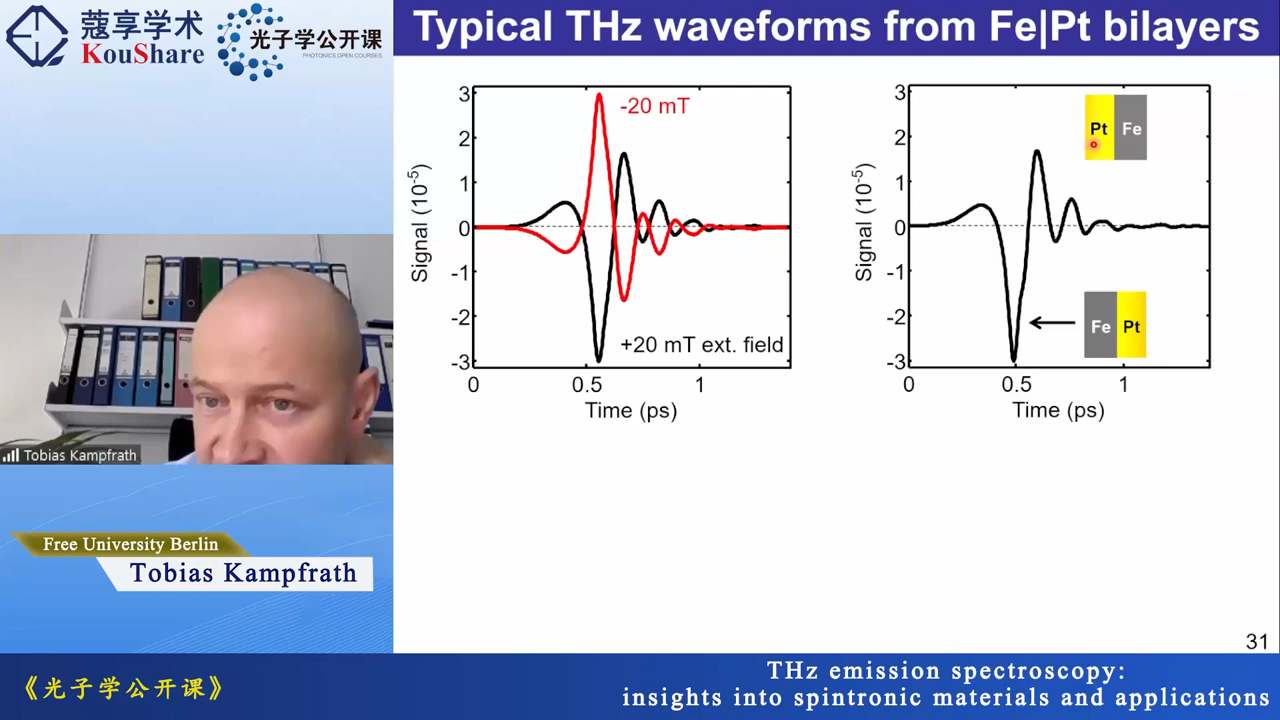 蔻享学术
KouShare
光子学公开课
PHOTONICS OPEN COURSES
Typical THz waveforms from Fe|Pt bilayers
3
2
1
0
-1
-2
-3
Signal (10-5)
-20 mT
+20 mT ext. field
0
0.5
1
Time (ps)
3
2
1
0
-1
-2
-3
Signal (10-5)
Pt Fe
Fe Pt
0
0.5
1
Time (ps)
Tobias Kampfrath
Free University Berlin
Tobias Kampfrath
31
《光子学公开课》
THz emission spectroscopy:
insights into spintronic materials and applications